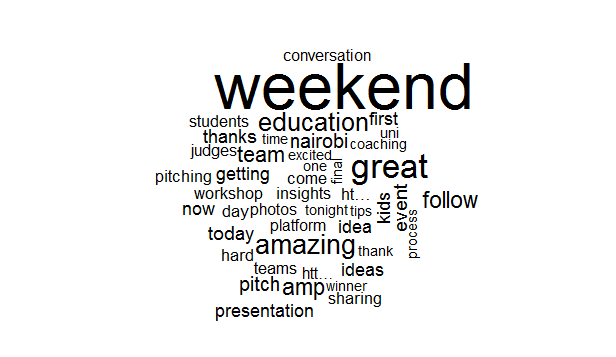 conversation
weekend
students education first
thanks time nairobi uni
judges team excited coaching
pitching getting one final great
come
workshop insights ht... kids event follow
now day photos tonight tips
today platform idea process
hard amazing thank
teams htt... ideas
pitch amp winner
sharing
presentation